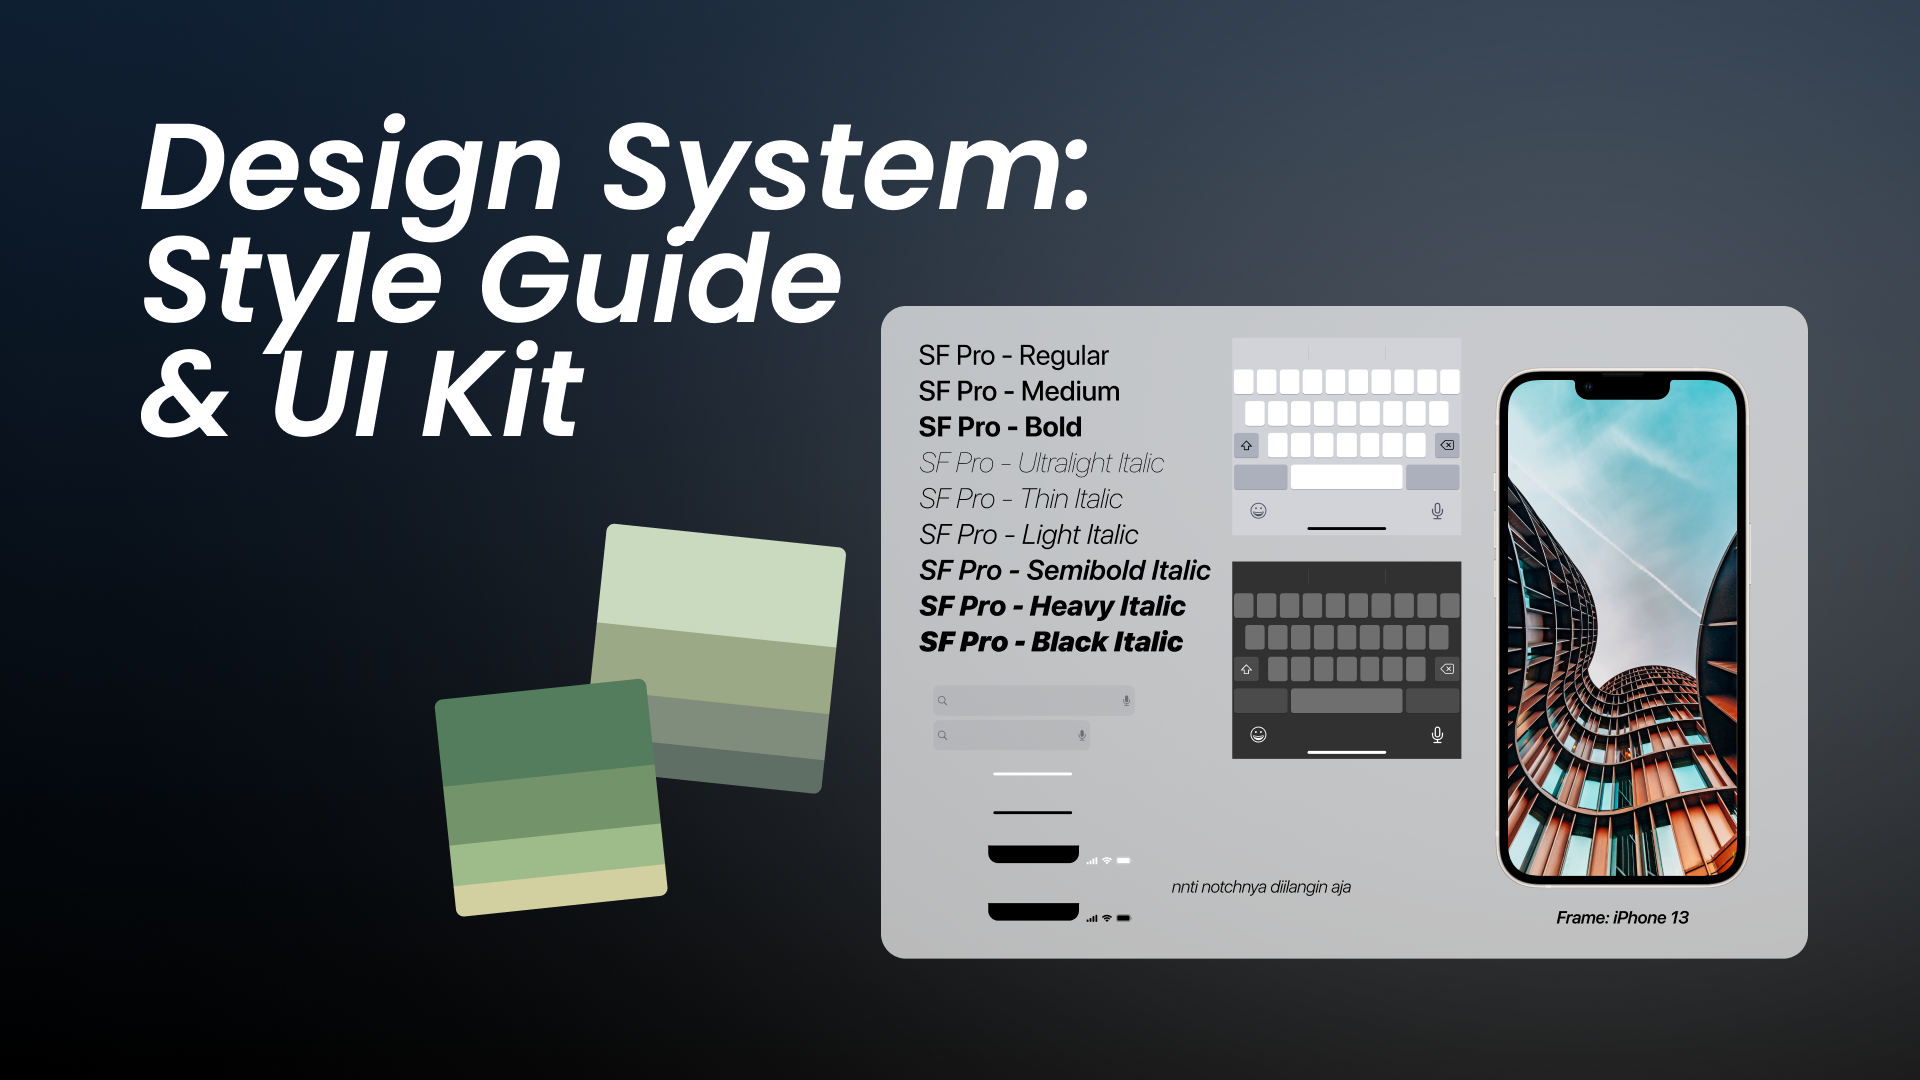 Design System:
Style Guide
& UI Kit
SF Pro - Regular
SF Pro - Medium
SF Pro - Bold
SF Pro - Ultralight Italic
SF Pro - Thin Italic
SF Pro - Light Italic
SF Pro - Semibold Italic
SF Pro - Heavy Italic
SF Pro - Black Italic
nnti notchnya diilangin aja
Frame: iPhone 13